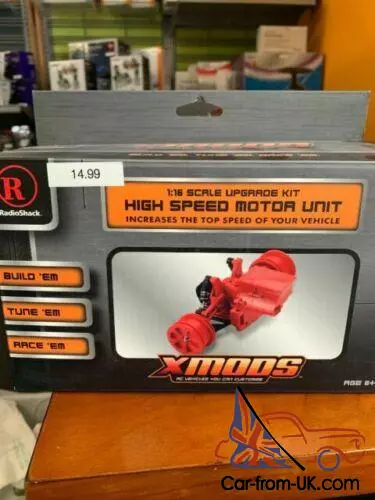 14.99
R
RadioShack.
1:16 SCALE UPGRADE KIT
HIGH SPEED MOTOR UNIT
INCREASES THE TOP SPEED OF YOUR VEHICLE
BUILD 'EM
TUNE 'EM
RACE 'EM
XMODS
RC VEHICLES YOU CAN CUSTOMISE
AGE 8+
Car-from-UK.com